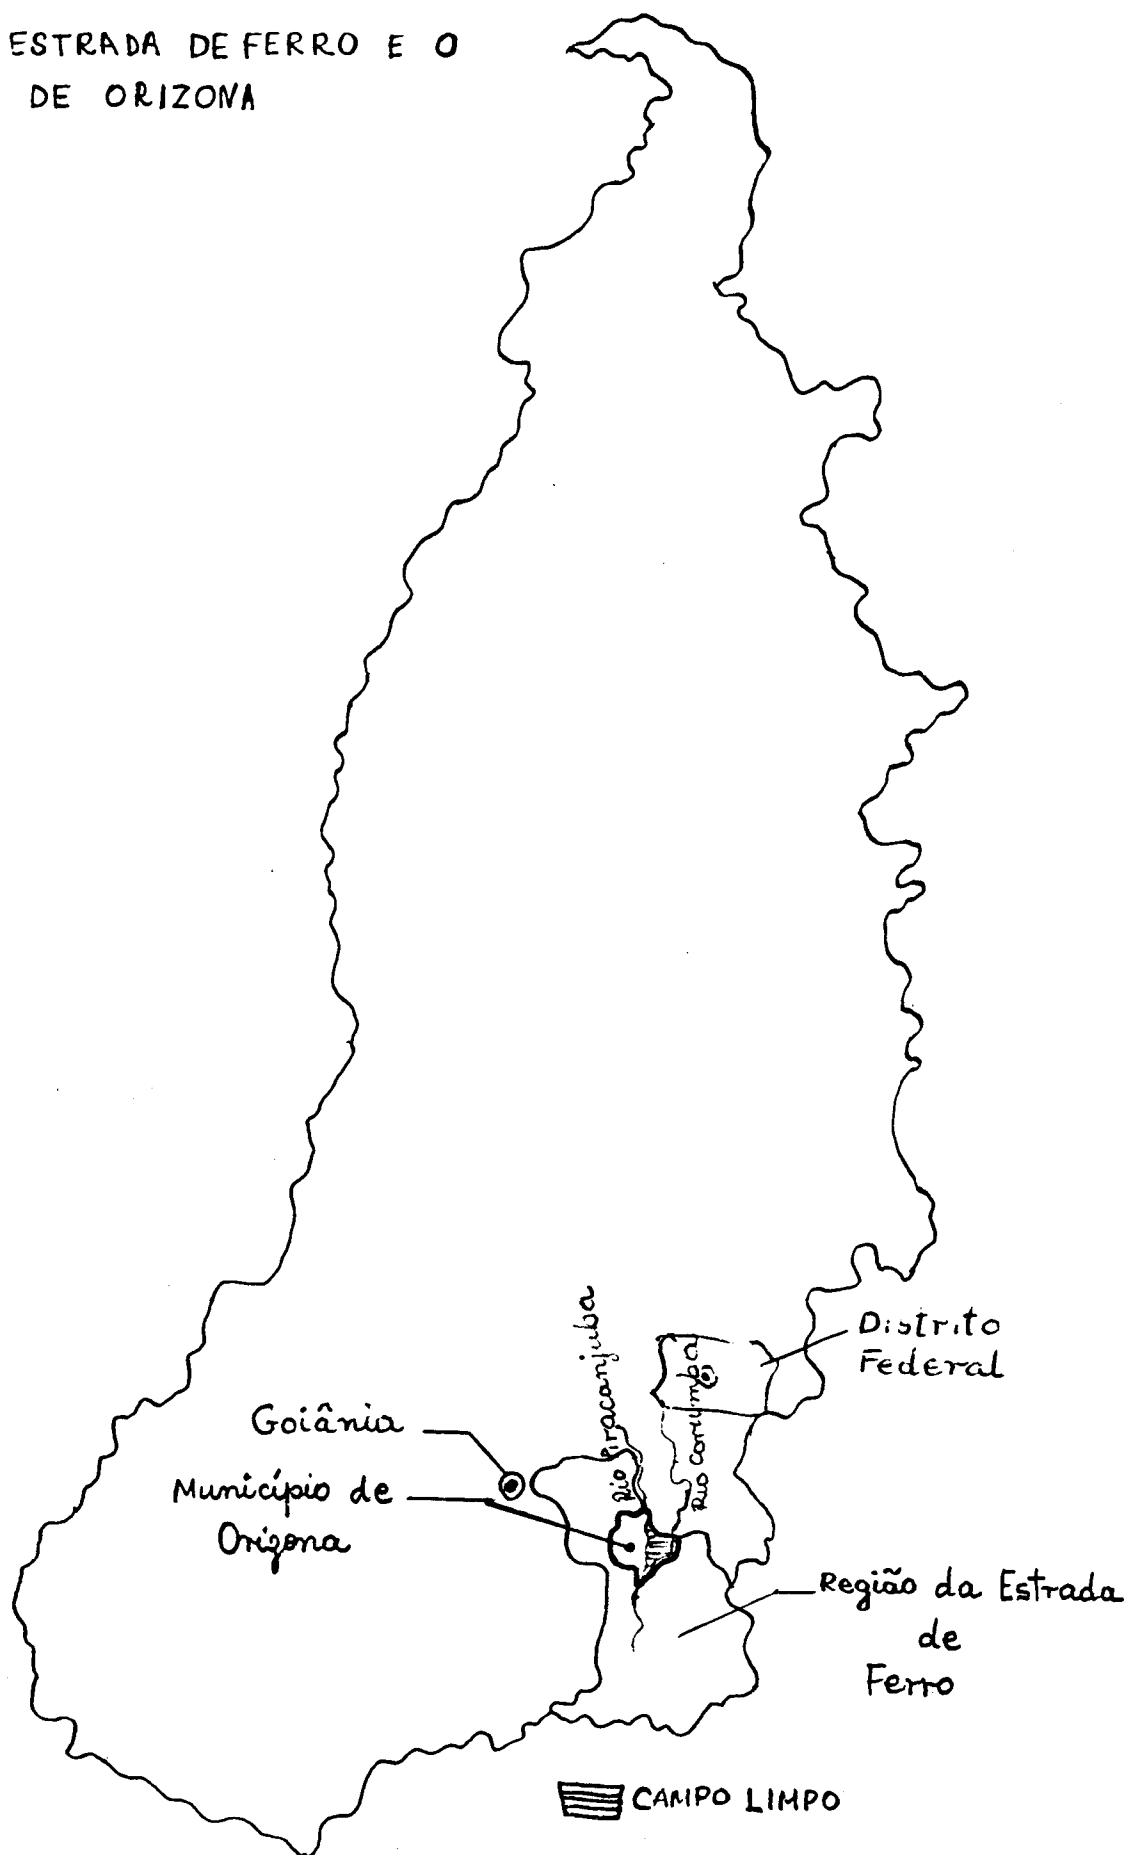 ESTRADA DE FERRO E O
DE ORIZONA
Rio Piracanjuba
Rio Corumbá
Distrito
Federal
Goiânia
Município de
Orizona
Região da Estrada
de
Ferro
CAMPO LIMPO